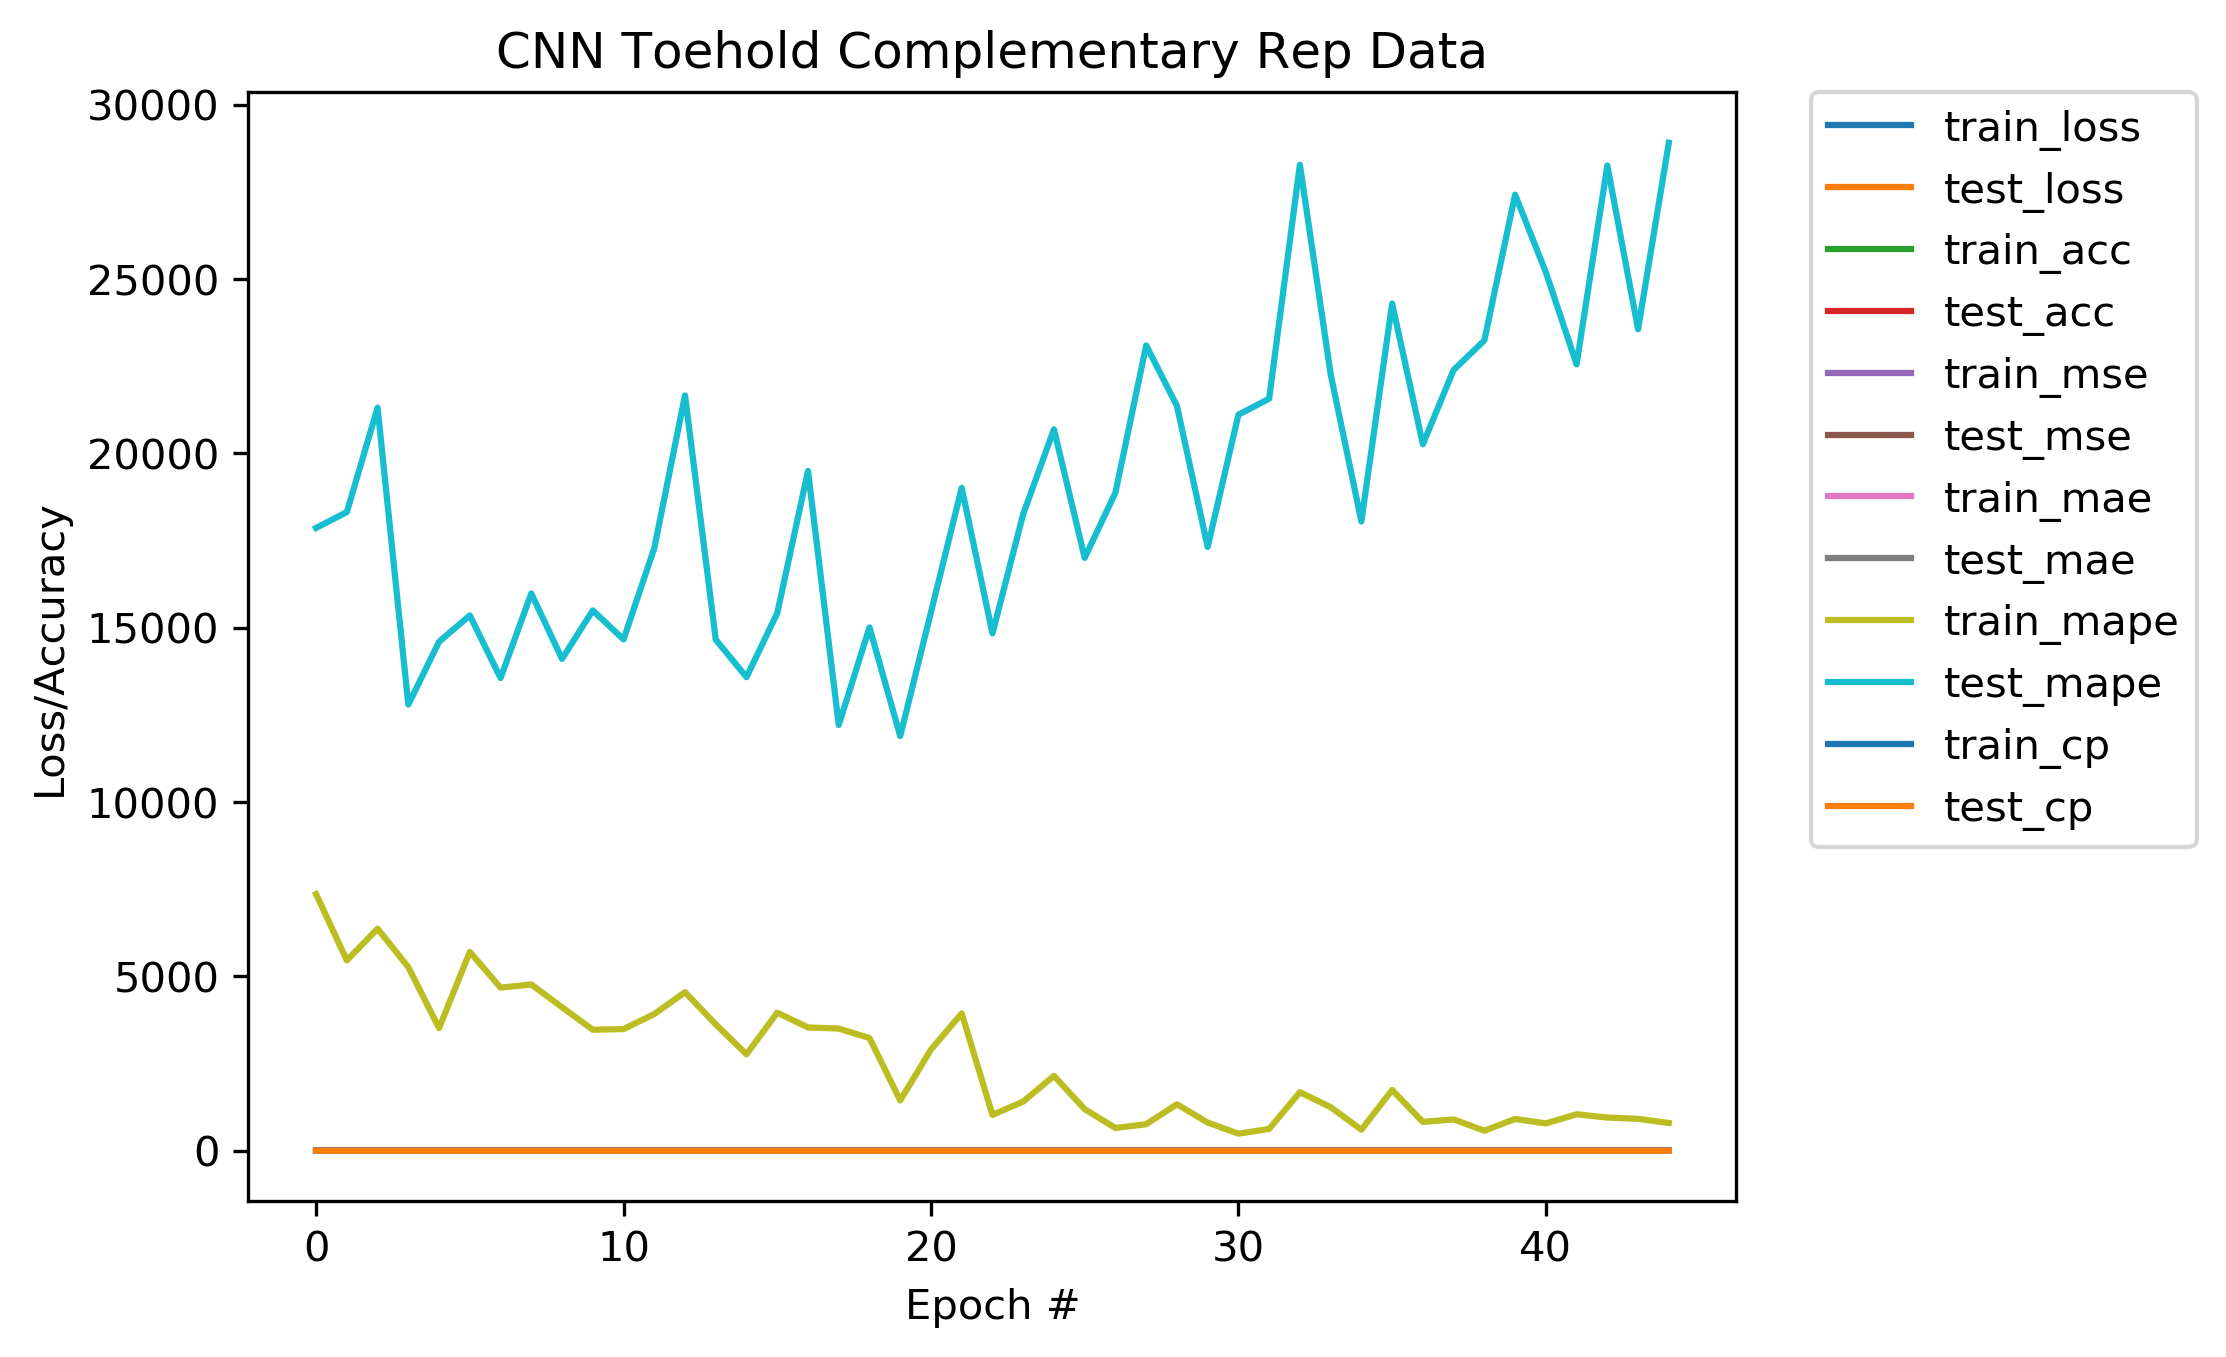 CNN Toehold Complementary Rep Data
30000
25000
20000
15000
10000
5000
0
Loss/Accuracy
0 10 20 30 40
Epoch #
train_loss
test_loss
train_acc
test_acc
train_mse
test_mse
train_mae
test_mae
train_mape
test_mape
train_cp
test_cp